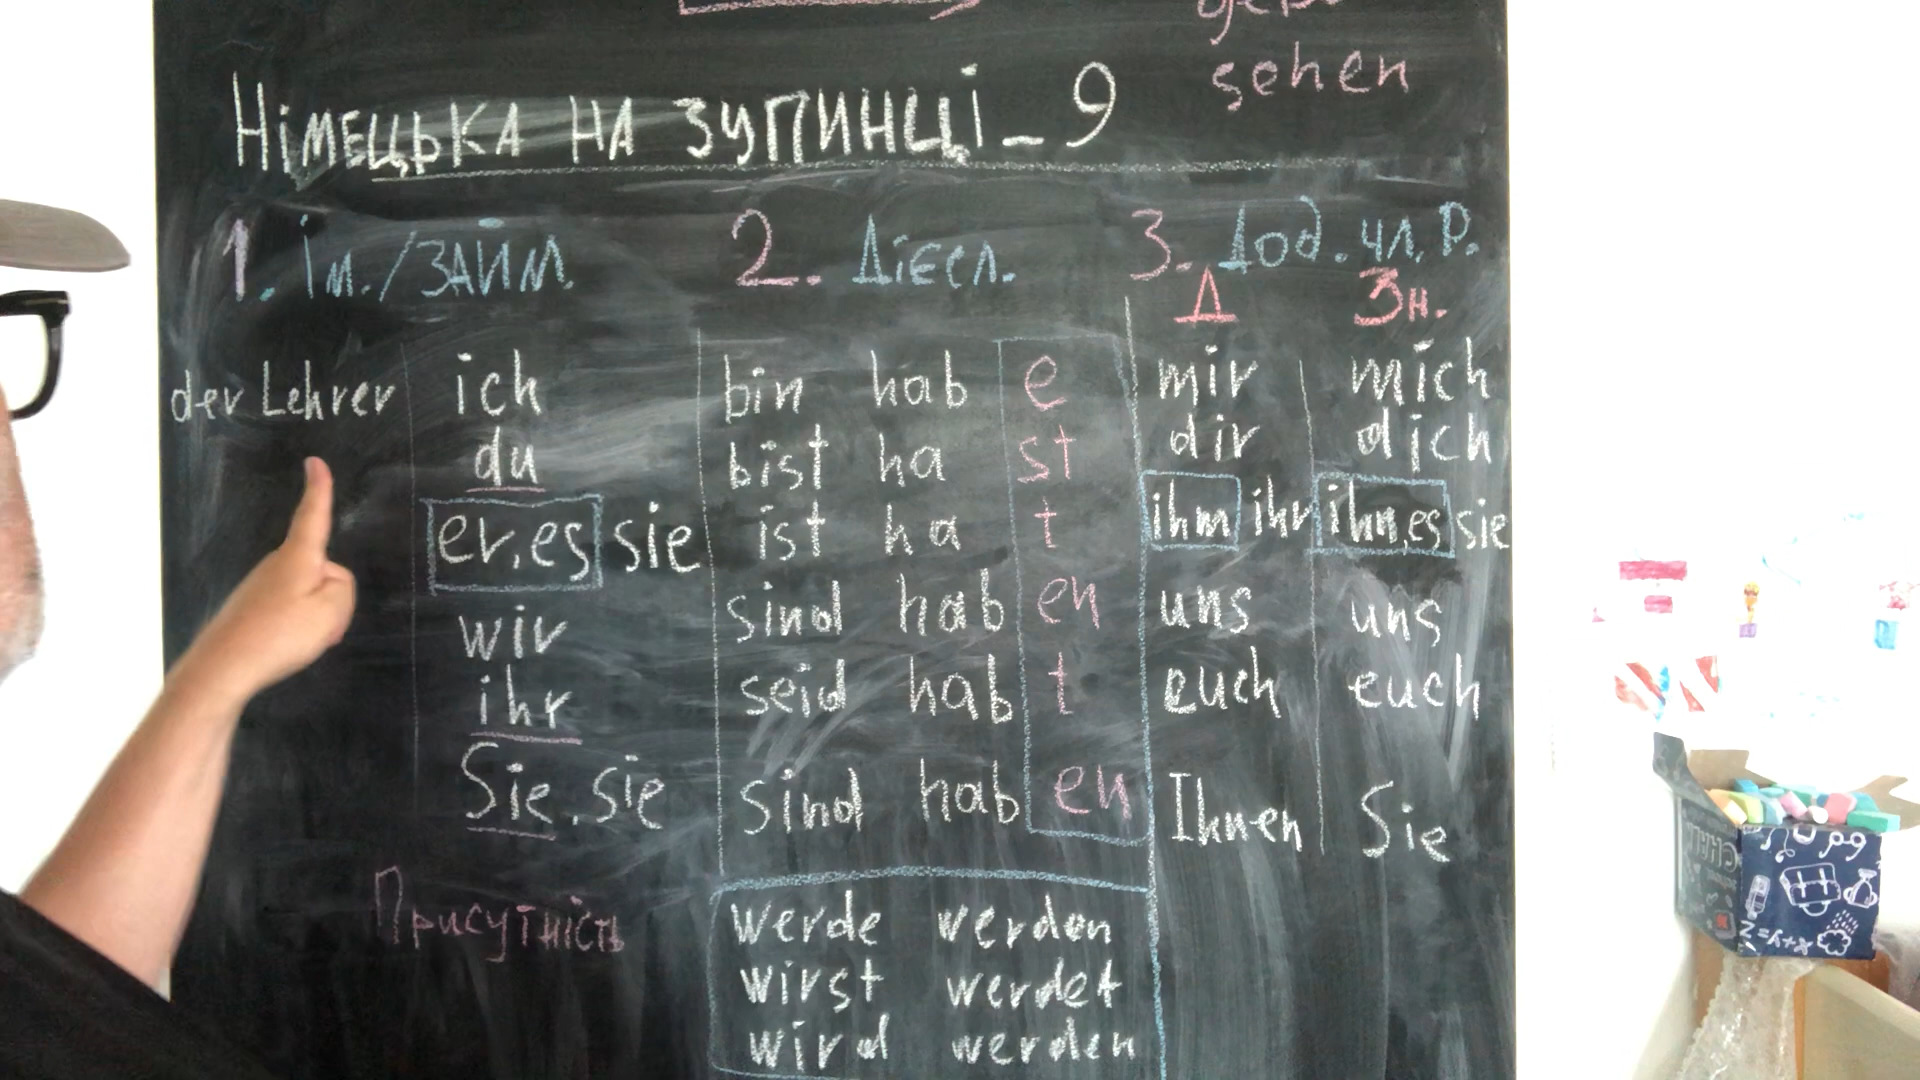 sehen
Німецька на зупинці_9
1. Ім./займ. 2. Дієсл. 3. Дод. чл. р.
Д Зн.
der Lehrer ich bin hab e mir mich
du bist ha st dir dich
er, es sie ist ha t ihm ihr ihn, es sie
wir sind hab en uns uns
ihr seid hab t euch euch
Sie, sie sind hab en Ihnen Sie
Присутність
werde werden
wirst werdet
wird werden